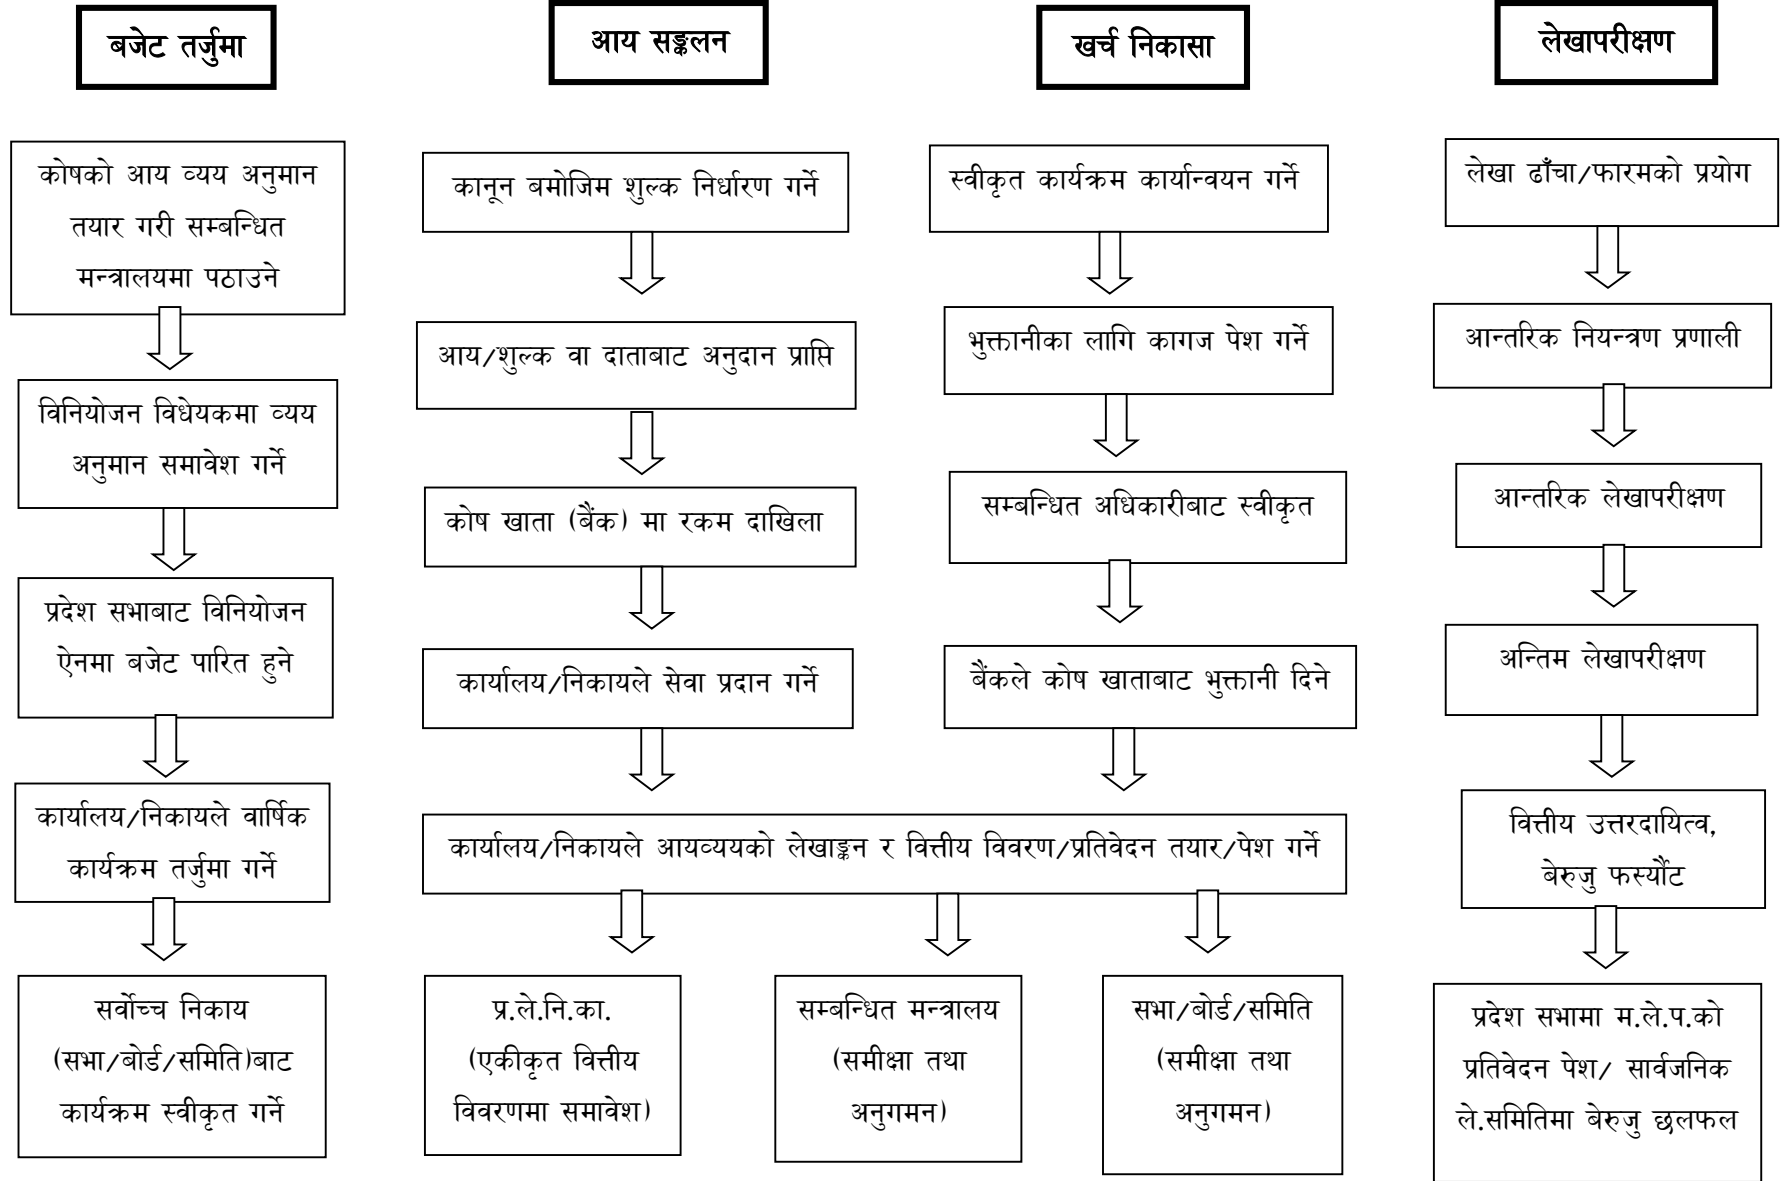 बजेट तर्जुमा
कोषको आय व्यय अनुमान
तयार गरी सम्बन्धित
मन्त्रालयमा पठाउने
विनियोजन विधेयकमा व्यय
अनुमान समावेश गर्ने
प्रदेश सभाबाट विनियोजन
ऐनमा बजेट पारित हुने
कार्यालय/निकायले वार्षिक
कार्यक्रम तर्जुमा गर्ने
सर्वोच्च निकाय
(सभा/बोर्ड/समिति)बाट
कार्यक्रम स्वीकृत गर्ने
आय सङ्कलन
कानून बमोजिम शुल्क निर्धारण गर्ने
आय/शुल्क वा दाताबाट अनुदान प्राप्ति
कोष खाता (बैंक) मा रकम दाखिला
कार्यालय/निकायले सेवा प्रदान गर्ने
खर्च निकासा
स्वीकृत कार्यक्रम कार्यान्वयन गर्ने
भुक्तानीका लागि कागज पेश गर्ने
सम्बन्धित अधिकारीबाट स्वीकृत
बैंकले कोष खाताबाट भुक्तानी दिने
कार्यालय/निकायले आयव्ययको लेखाङ्कन र वित्तीय विवरण/प्रतिवेदन तयार/पेश गर्ने
प्र.ले.नि.का.
(एकीकृत वित्तीय
विवरणमा समावेश)
सम्बन्धित मन्त्रालय
(समीक्षा तथा
अनुगमन)
सभा/बोर्ड/समिति
(समीक्षा तथा
अनुगमन)
लेखापरीक्षण
लेखा ढाँचा/फारमको प्रयोग
आन्तरिक नियन्त्रण प्रणाली
आन्तरिक लेखापरीक्षण
अन्तिम लेखापरीक्षण
वित्तीय उत्तरदायित्व,
बेरुजु फर्स्यौट
प्रदेश सभामा म.ले.प.को
प्रतिवेदन पेश/ सार्वजनिक
ले.समितिमा बेरुजु छलफल